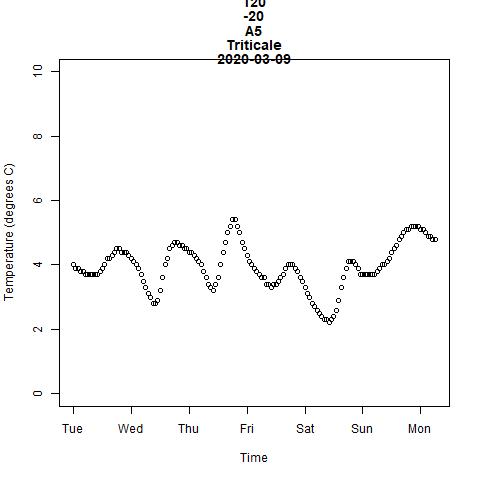 120
-20
A5
Triticale
2020-03-09
10
8
6
4
2
0
Temperature (degrees C)
Tue Wed Thu Fri Sat Sun Mon
Time